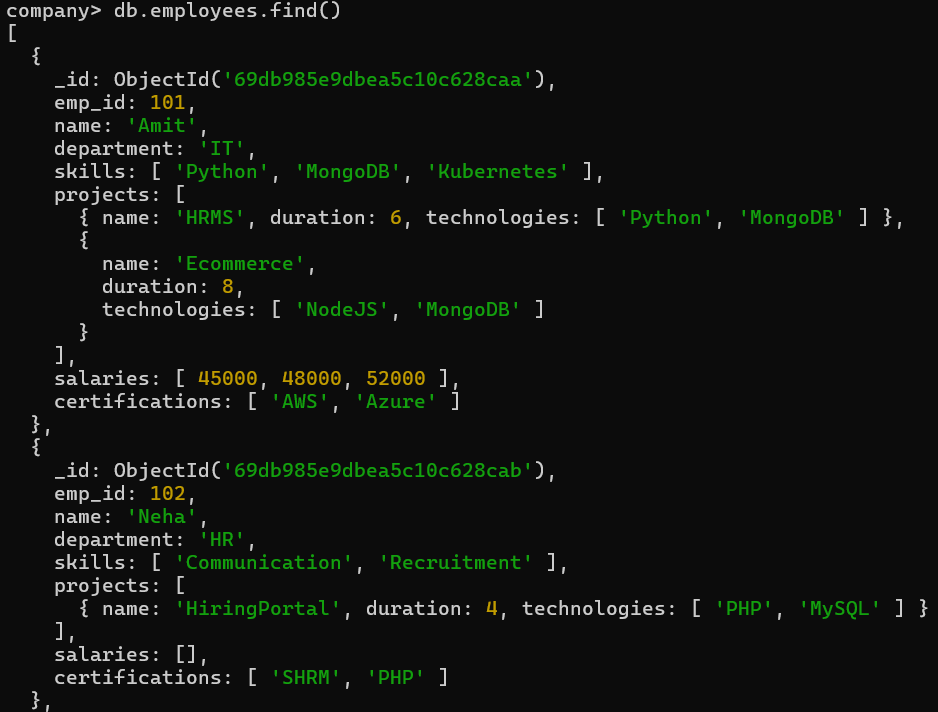 company> db.employees.find()
[
  {
    _id: ObjectId('69db985e9dbea5c10c628caa'),
    emp_id: 101,
    name: 'Amit',
    department: 'IT',
    skills: [ 'Python', 'MongoDB', 'Kubernetes' ],
    projects: [
      { name: 'HRMS', duration: 6, technologies: [ 'Python', 'MongoDB' ] },
      {
        name: 'Ecommerce',
        duration: 8,
        technologies: [ 'NodeJS', 'MongoDB' ]
      }
    ],
    salaries: [ 45000, 48000, 52000 ],
    certifications: [ 'AWS', 'Azure' ]
  },
  {
    _id: ObjectId('69db985e9dbea5c10c628cab'),
    emp_id: 102,
    name: 'Neha',
    department: 'HR',
    skills: [ 'Communication', 'Recruitment' ],
    projects: [
      { name: 'HiringPortal', duration: 4, technologies: [ 'PHP', 'MySQL' ] }
    ],
    salaries: [],
    certifications: [ 'SHRM', 'PHP' ]
  },